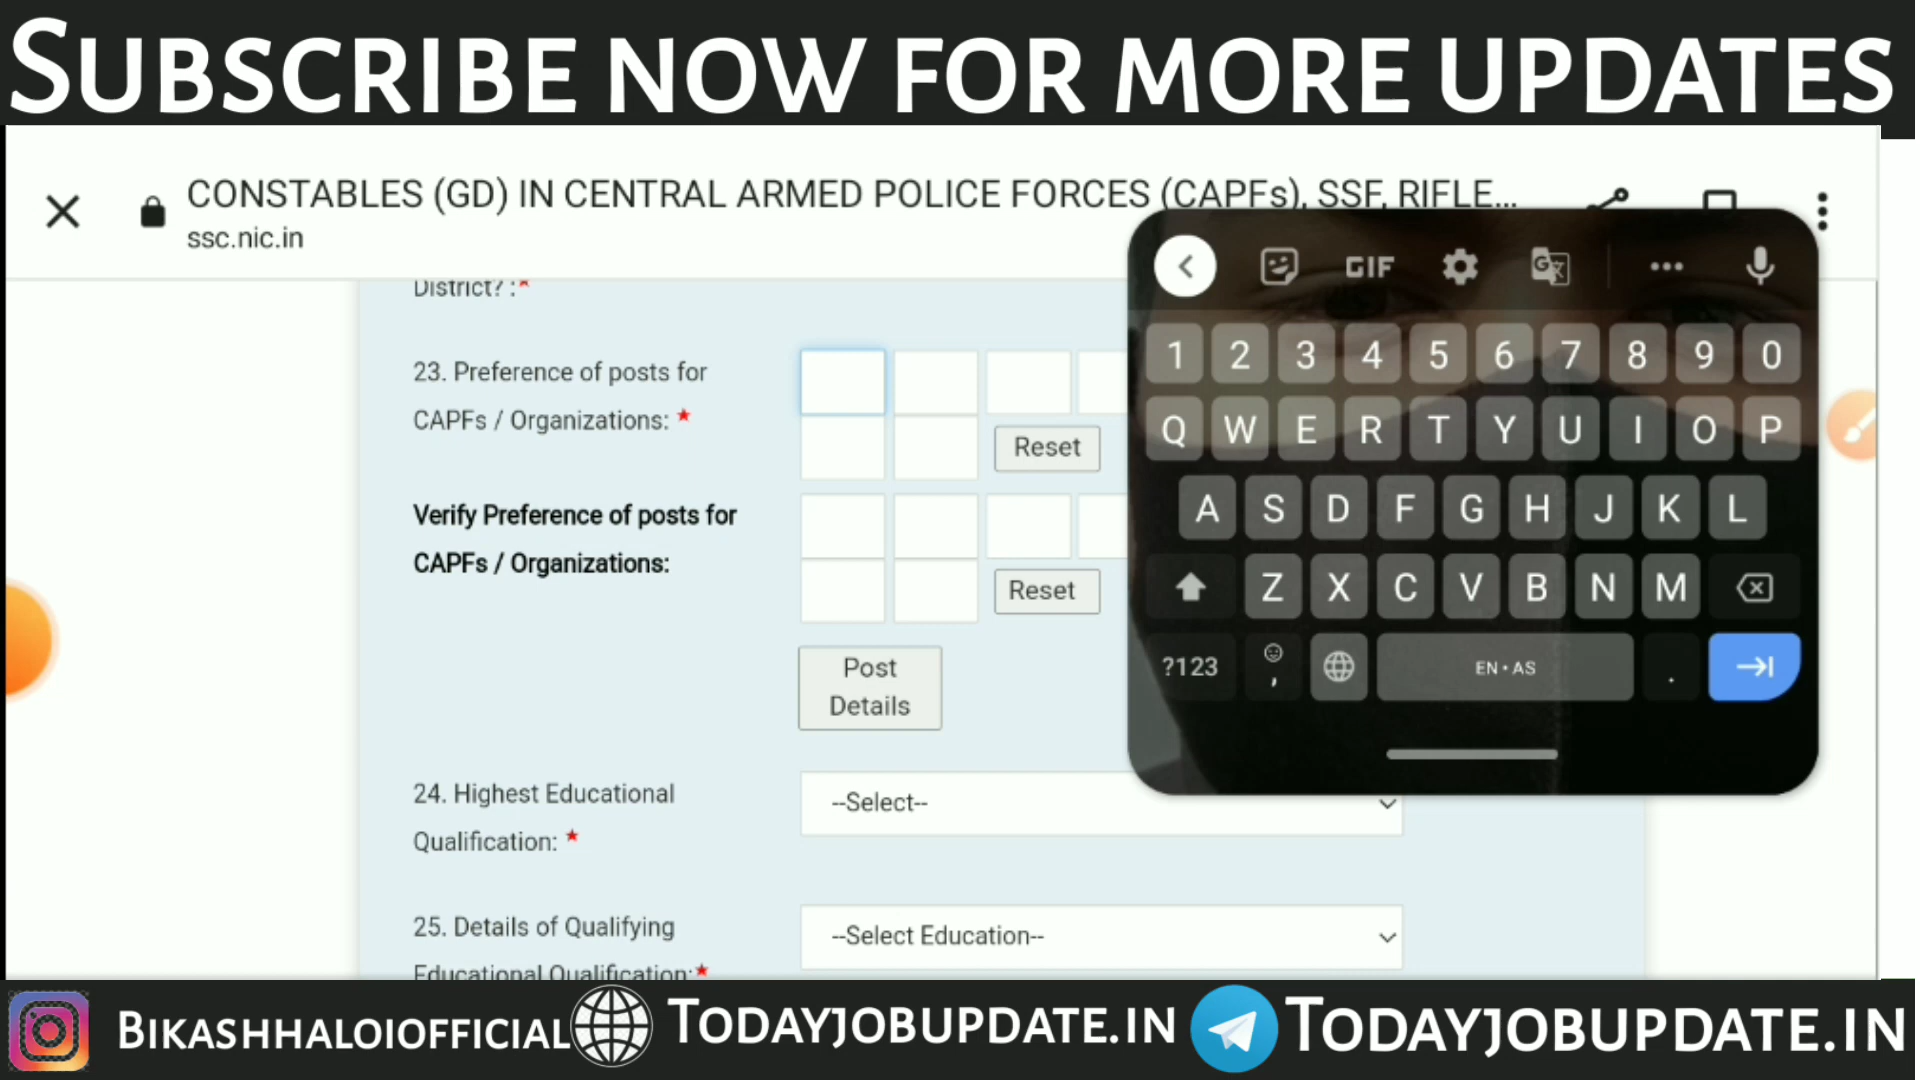 SUBSCRIBE NOW FOR MORE UPDATES
CONSTABLES (GD) IN CENTRAL ARMED POLICE FORCES (CAPFs), SSF, RIFLE...
ssc.nic.in
District? :*
23. Preference of posts for
CAPFs / Organizations: *
Reset
Verify Preference of posts for
CAPFs / Organizations:
Reset
Post
Details
24. Highest Educational
Qualification: *
--Select--
25. Details of Qualifying
Educational Qualification:*
--Select Education--
GIF
G
1 2 3 4 5 6 7 8 9 0
Q W E R T Y U I O P
A S D F G H J K L
Z X C V B N M
?123 , EN • AS .
BIKASHHALOIOFFICIAL TODAYJOBUPDATE.IN TODAYJOBUPDATE.IN